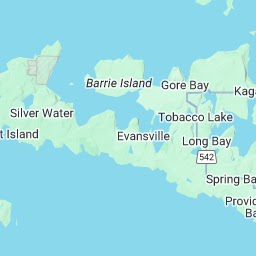 Barrie Island
Gore Bay
Kaga
Silver Water
Tobacco Lake
t Island
Evansville
Long Bay
542
Spring Ba
Provid
Ba